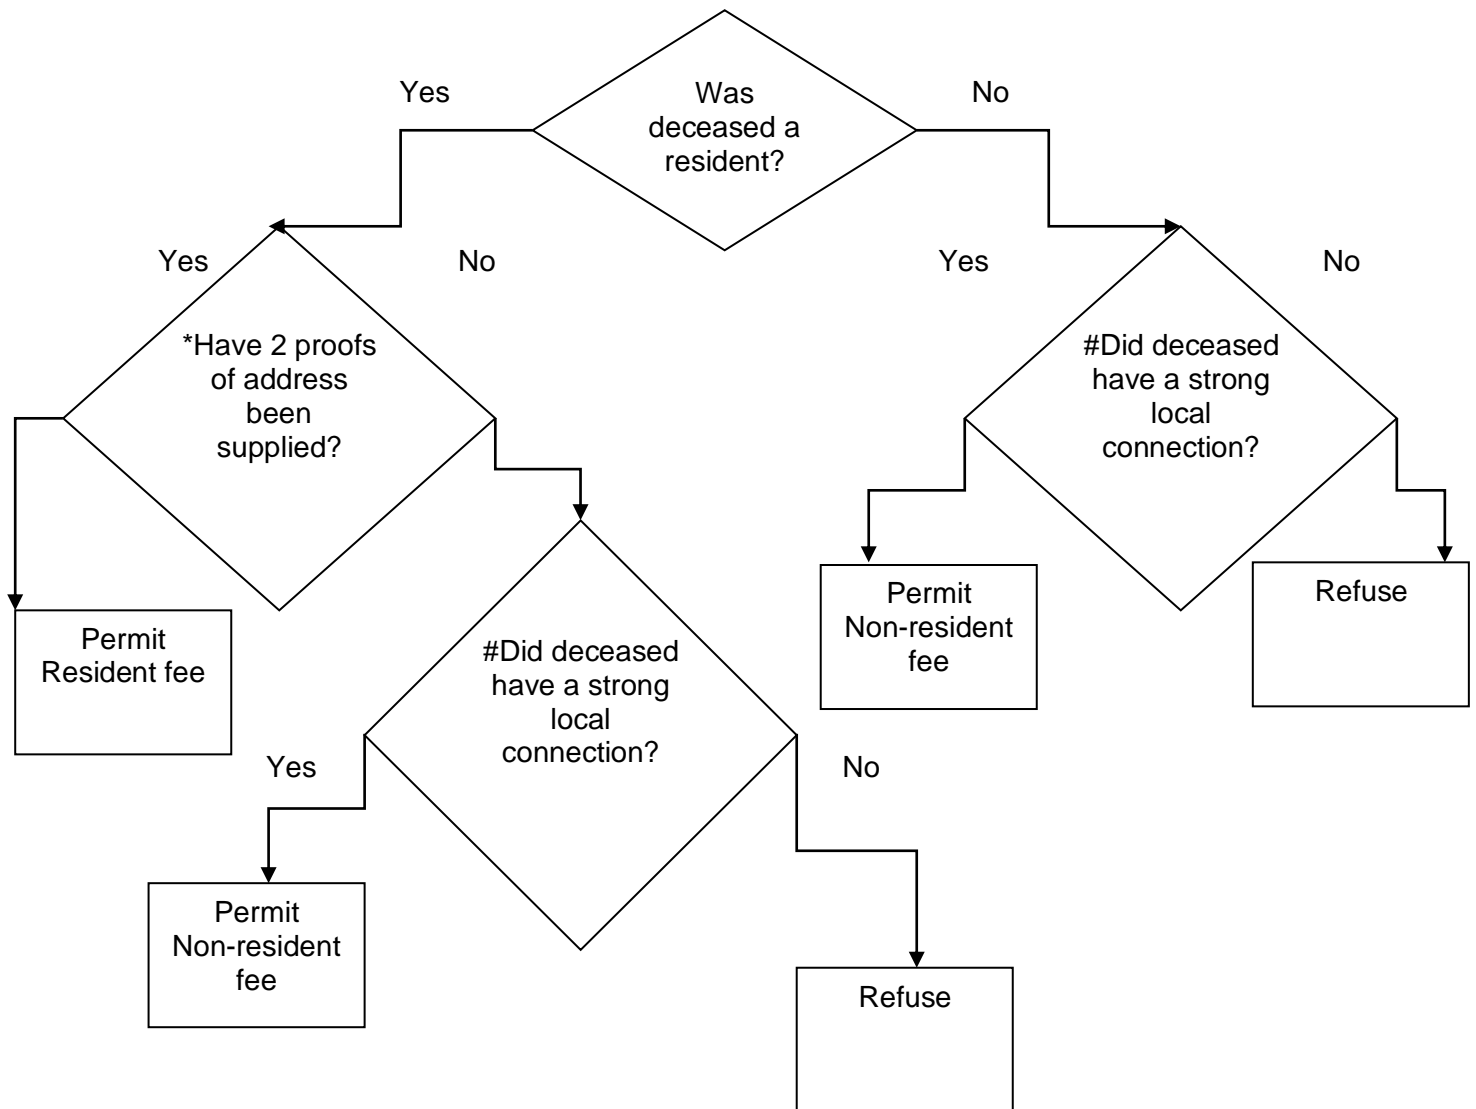 Yes
Was
deceased a
resident?
No
Yes
No
Yes
No
*Have 2 proofs
of address
been
supplied?
#Did deceased
have a strong
local
connection?
Permit
Resident fee
#Did deceased
have a strong
local
connection?
Permit
Non-resident
fee
Refuse
Yes
No
Permit
Non-resident
fee
Refuse